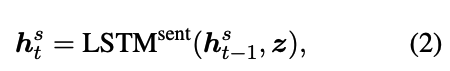 h_t^s = LSTM^sent(h_{t-1}^s, z), (2)